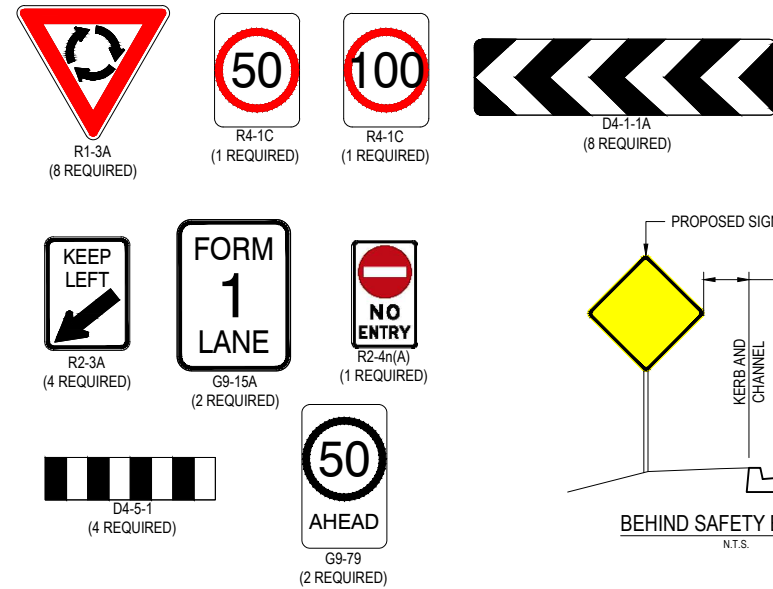 50
100
R1-3A
(8 REQUIRED)
R4-1C
(1 REQUIRED)
R4-1C
(1 REQUIRED)
D4-1-1A
(8 REQUIRED)
PROPOSED SIG
KEEP
LEFT
R2-3A
(4 REQUIRED)
FORM
1
LANE
G9-15A
(2 REQUIRED)
NO
ENTRY
R2-4n(A)
(1 REQUIRED)
KERB AND
CHANNEL
D4-5-1
(4 REQUIRED)
50
AHEAD
G9-79
(2 REQUIRED)
BEHIND SAFETY
N.T.S.